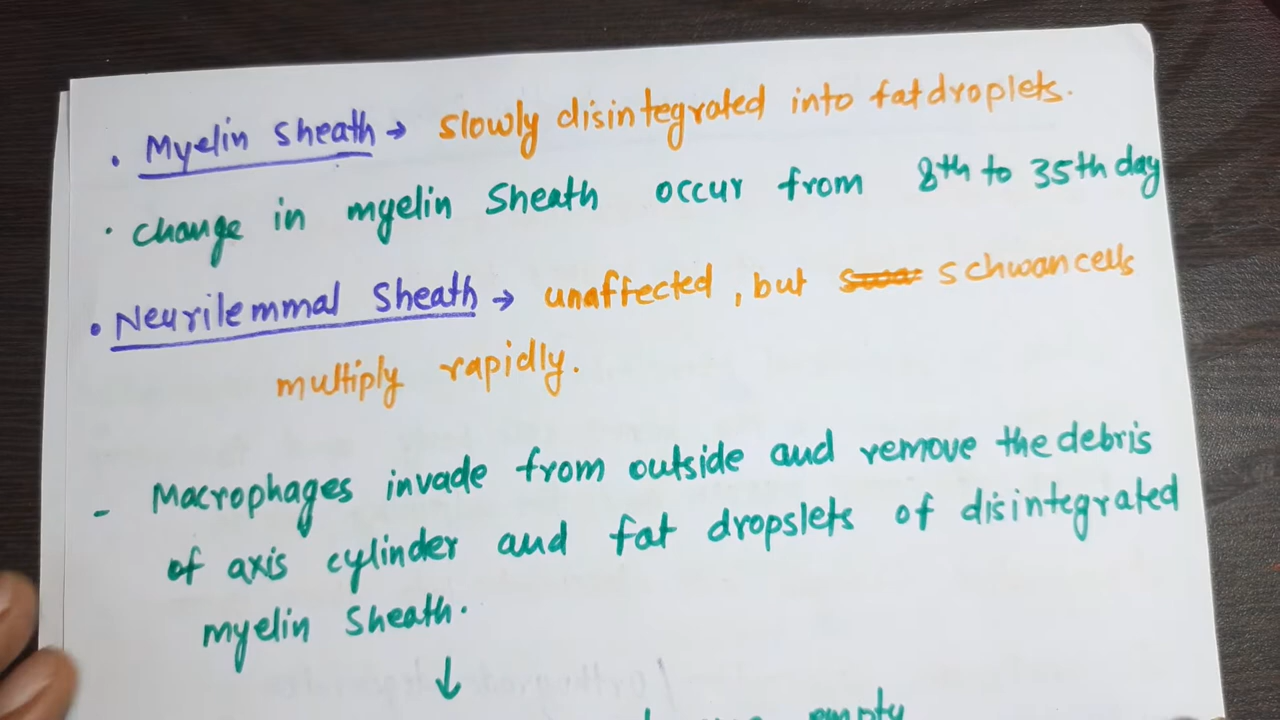 • Myelin Sheath → slowly disintegrated into fat droplets.
• change in myelin Sheath occur from 8th to 35th day
• Neurilemmal Sheath → unaffected, but schwan cells
multiply rapidly.
- Macrophages invade from outside and remove the debris
of axis cylinder and fat dropslets of disintegrated
myelin Sheath.
↓
empty